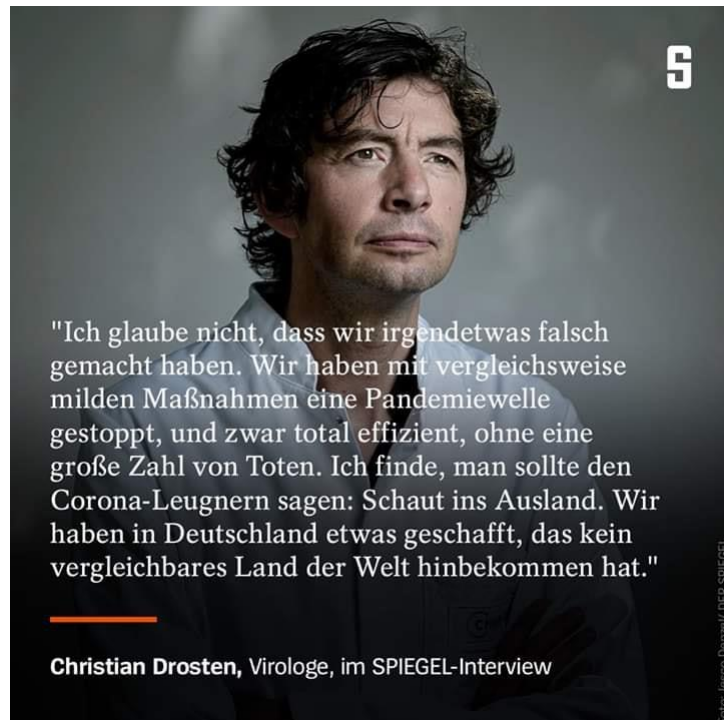 S
"Ich glaube nicht, dass wir irgendetwas falsch
gemacht haben. Wir haben mit vergleichsweise
milden Maßnahmen eine Pandemiewelle
gestoppt, und zwar total effizient, ohne eine
große Zahl von Toten. Ich finde, man sollte den
Corona-Leugnern sagen: Schaut ins Ausland. Wir
haben in Deutschland etwas geschafft, das kein
vergleichbares Land der Welt hinbekommen hat."
Christian Drosten, Virologe, im SPIEGEL-Interview
DER SPIEGEL